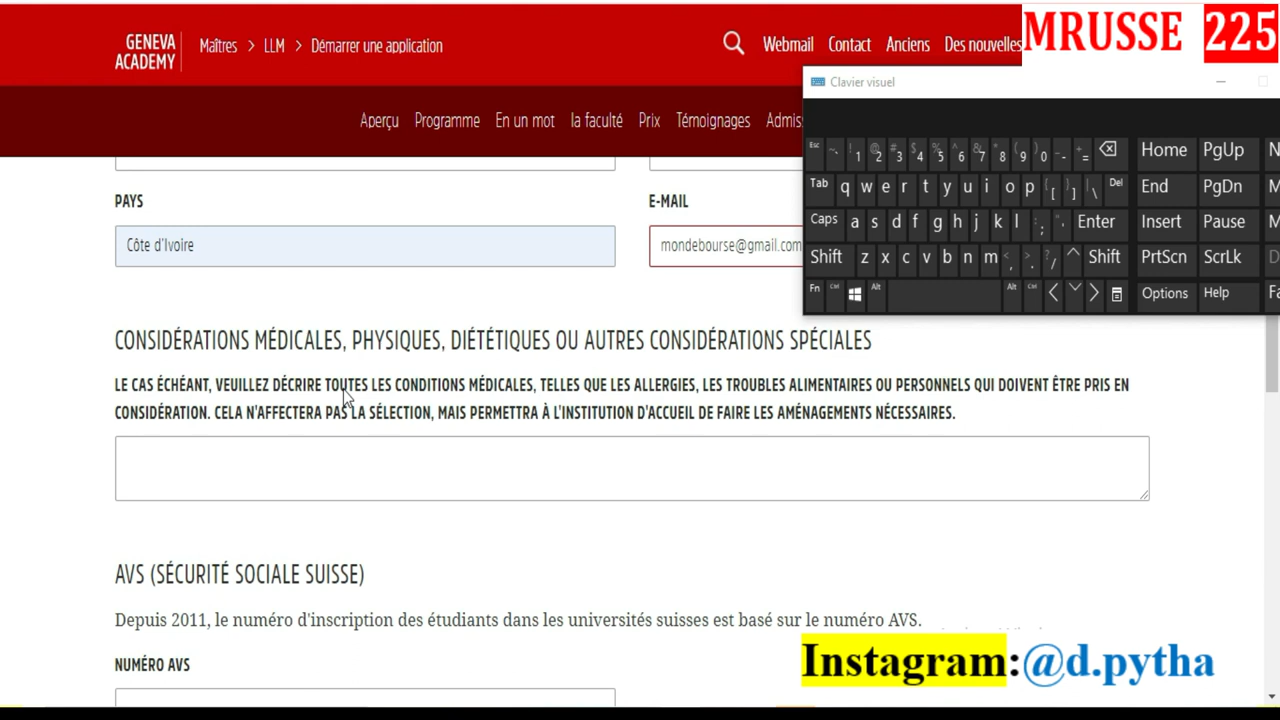 GENEVA
ACADEMY
Maîtres > LLM > Démarrer une application
Webmail Contact Anciens Des nouvelles
MRUSSE 225
Clavier visuel
Aperçu Programme En un mot la faculté Prix Témoignages Admiss
Esc ~ ` ! 1 @ 2 # 3 $ 4 % 5 ^ 6 & 7 * 8 ( 9 ) 0 _ - + = Home PgUp N
Tab q w e r t y u i o p { [ } ] | \ Del End PgDn M
Caps a s d f g h j k l : ; " ' Enter Insert Pause M
Shift z x c v b n m < , > . ? / ^ Shift PrtScn ScrLk D
Fn Ctrl Alt Alt Ctrl < > Options Help Fa
PAYS
E-MAIL
Côte d'Ivoire
mondebourse@gmail.com
CONSIDÉRATIONS MÉDICALES, PHYSIQUES, DIÉTÉTIQUES OU AUTRES CONSIDÉRATIONS SPÉCIALES
LE CAS ÉCHÉANT, VEUILLEZ DÉCRIRE TOUTES LES CONDITIONS MÉDICALES, TELLES QUE LES ALLERGIES, LES TROUBLES ALIMENTAIRES OU PERSONNELS QUI DOIVENT ÊTRE PRIS EN
CONSIDÉRATION. CELA N'AFFECTERA PAS LA SÉLECTION, MAIS PERMETTRA À L'INSTITUTION D'ACCUEIL DE FAIRE LES AMÉNAGEMENTS NÉCESSAIRES.
AVS (SÉCURITÉ SOCIALE SUISSE)
Depuis 2011, le numéro d'inscription des étudiants dans les universités suisses est basé sur le numéro AVS.
NUMÉRO AVS
Instagram:@d.pytha